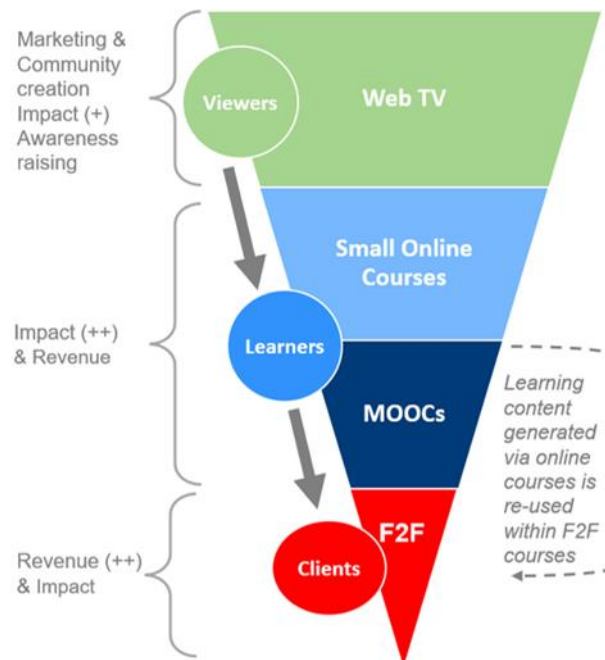 Marketing &
Community
creation
Impact (+)
Awareness
raising
Viewers
Web TV
Small Online
Courses
Impact (++)
& Revenue
Learners
MOOCs
Learning
content
generated
via online
courses is
re-used
within F2F
courses
F2F
Revenue (++)
& Impact
Clients